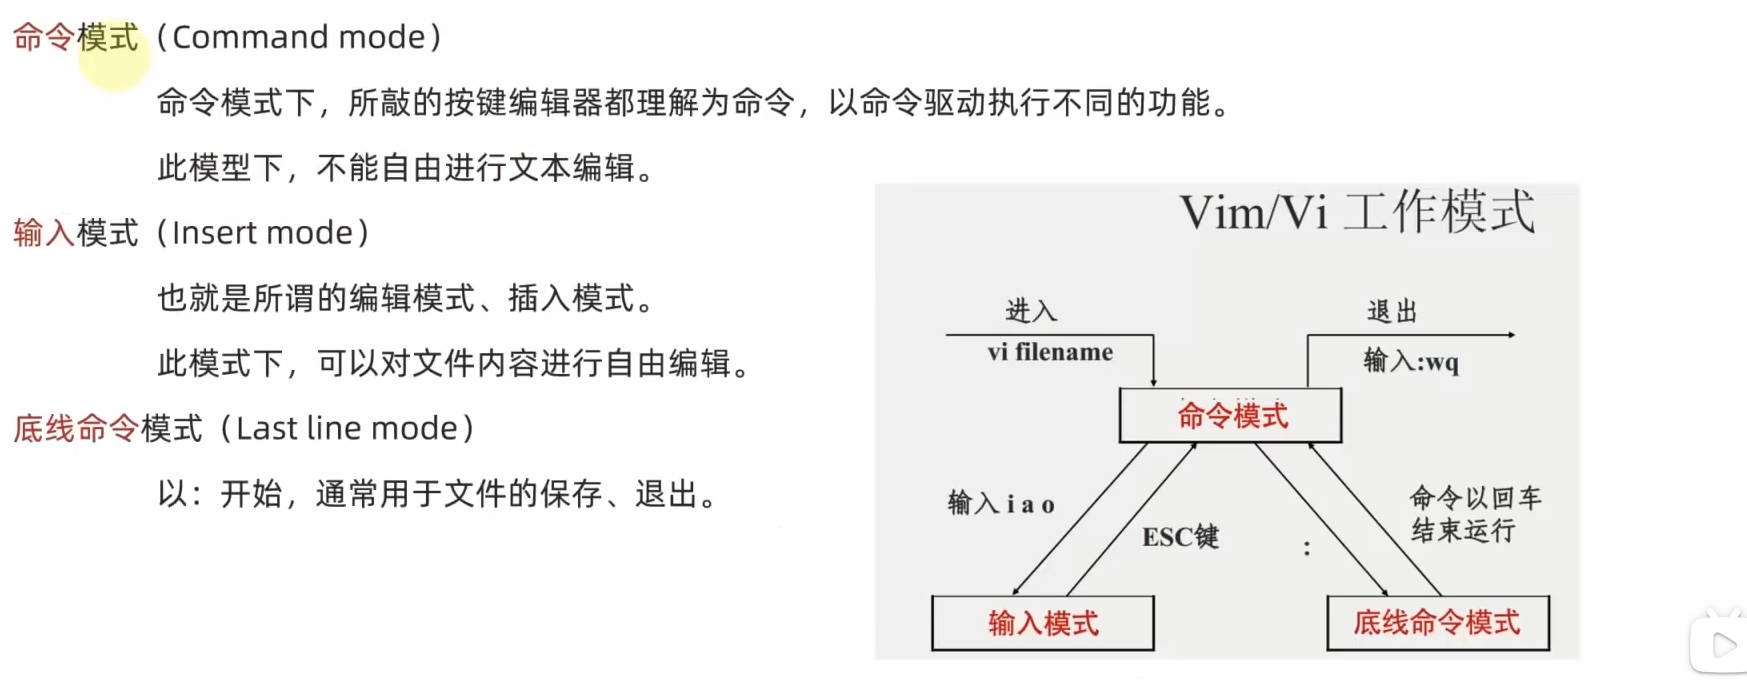 命令模式（Command mode）
命令模式下，所敲的按键编辑器都理解为命令，以命令驱动执行不同的功能。
此模型下，不能自由进行文本编辑。
输入模式（Insert mode）
也就是所谓的编辑模式、插入模式。
此模式下，可以对文件内容进行自由编辑。
底线命令模式（Last line mode）
以：开始，通常用于文件的保存、退出。
Vim/Vi 工作模式
进入
vi filename
退出
输入:wq
命令模式
输入 i a o
ESC键
:
命令以回车
结束运行
输入模式
底线命令模式